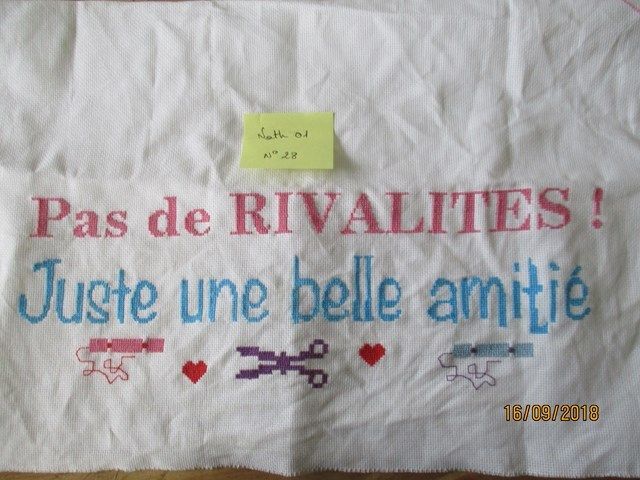 Nath 01
N° 28
Pas de RIVALITES !
Juste une belle amitié
16/09/2018